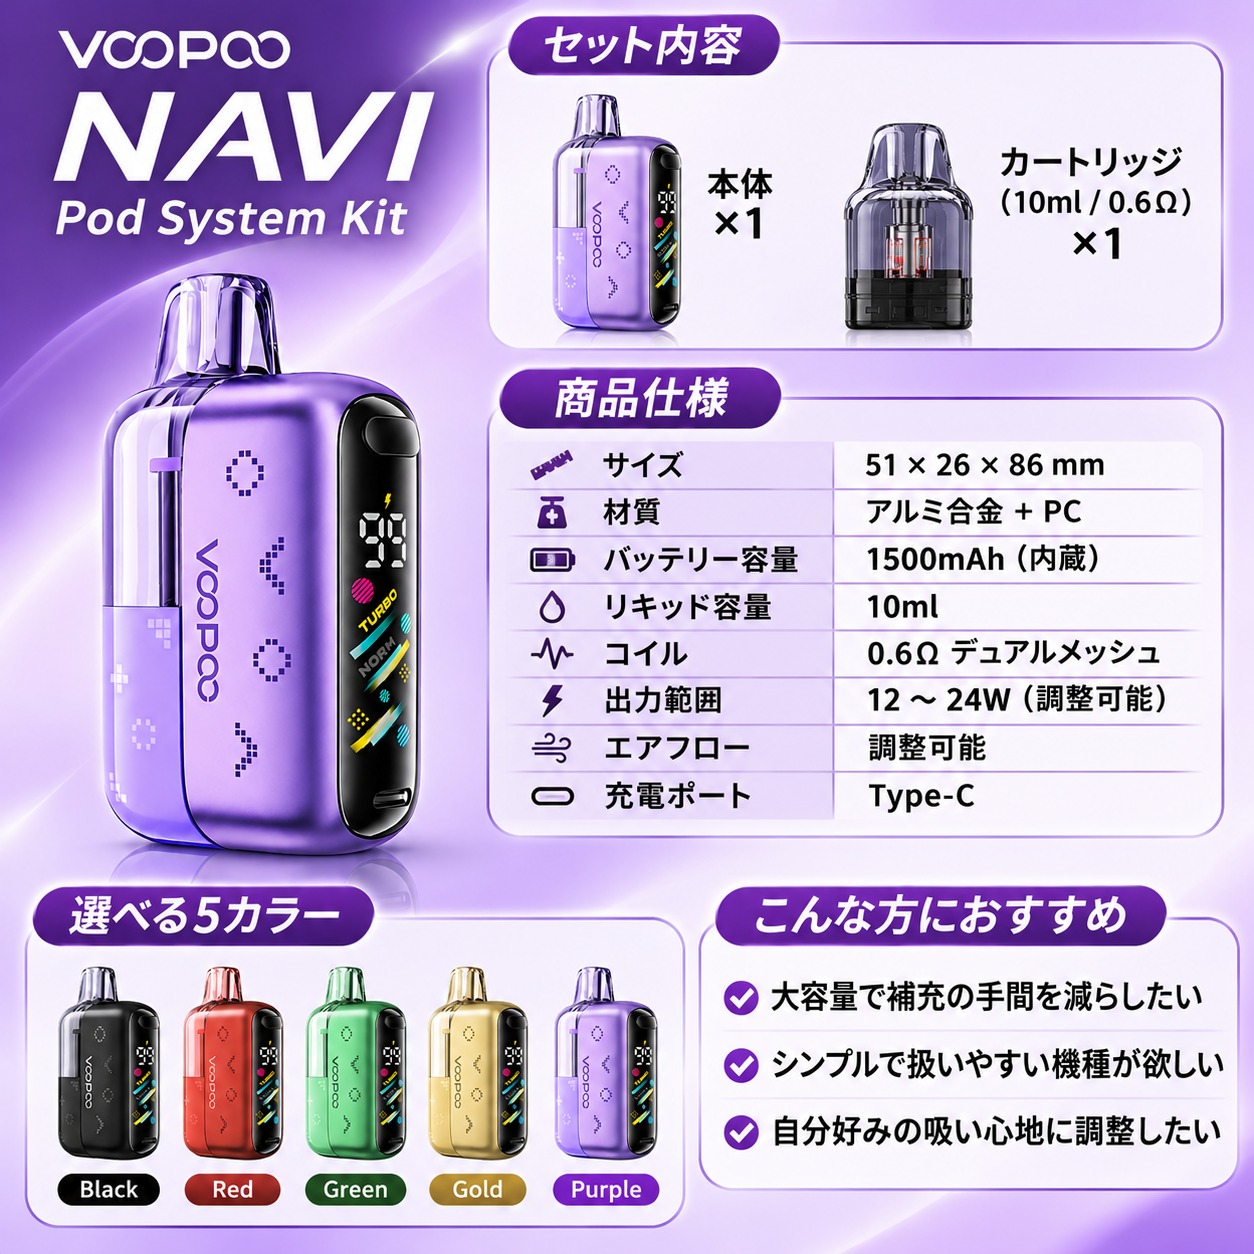 VOOPOO
NAVI
Pod System Kit
セット内容
本体
×1
カートリッジ
（10ml / 0.6Ω）
×1
商品仕様
サイズ 51 × 26 × 86 mm
材質 アルミ合金 + PC
バッテリー容量 1500mAh（内蔵）
リキッド容量 10ml
コイル 0.6Ω デュアルメッシュ
出力範囲 12 ～ 24W（調整可能）
エアフロー 調整可能
充電ポート Type-C
VOOPOO
99
TURBO
NORM
選べる5カラー
Black
Red
Green
Gold
Purple
こんな方におすすめ
大容量で補充の手間を減らしたい
シンプルで扱いやすい機種が欲しい
自分好みの吸い心地に調整したい